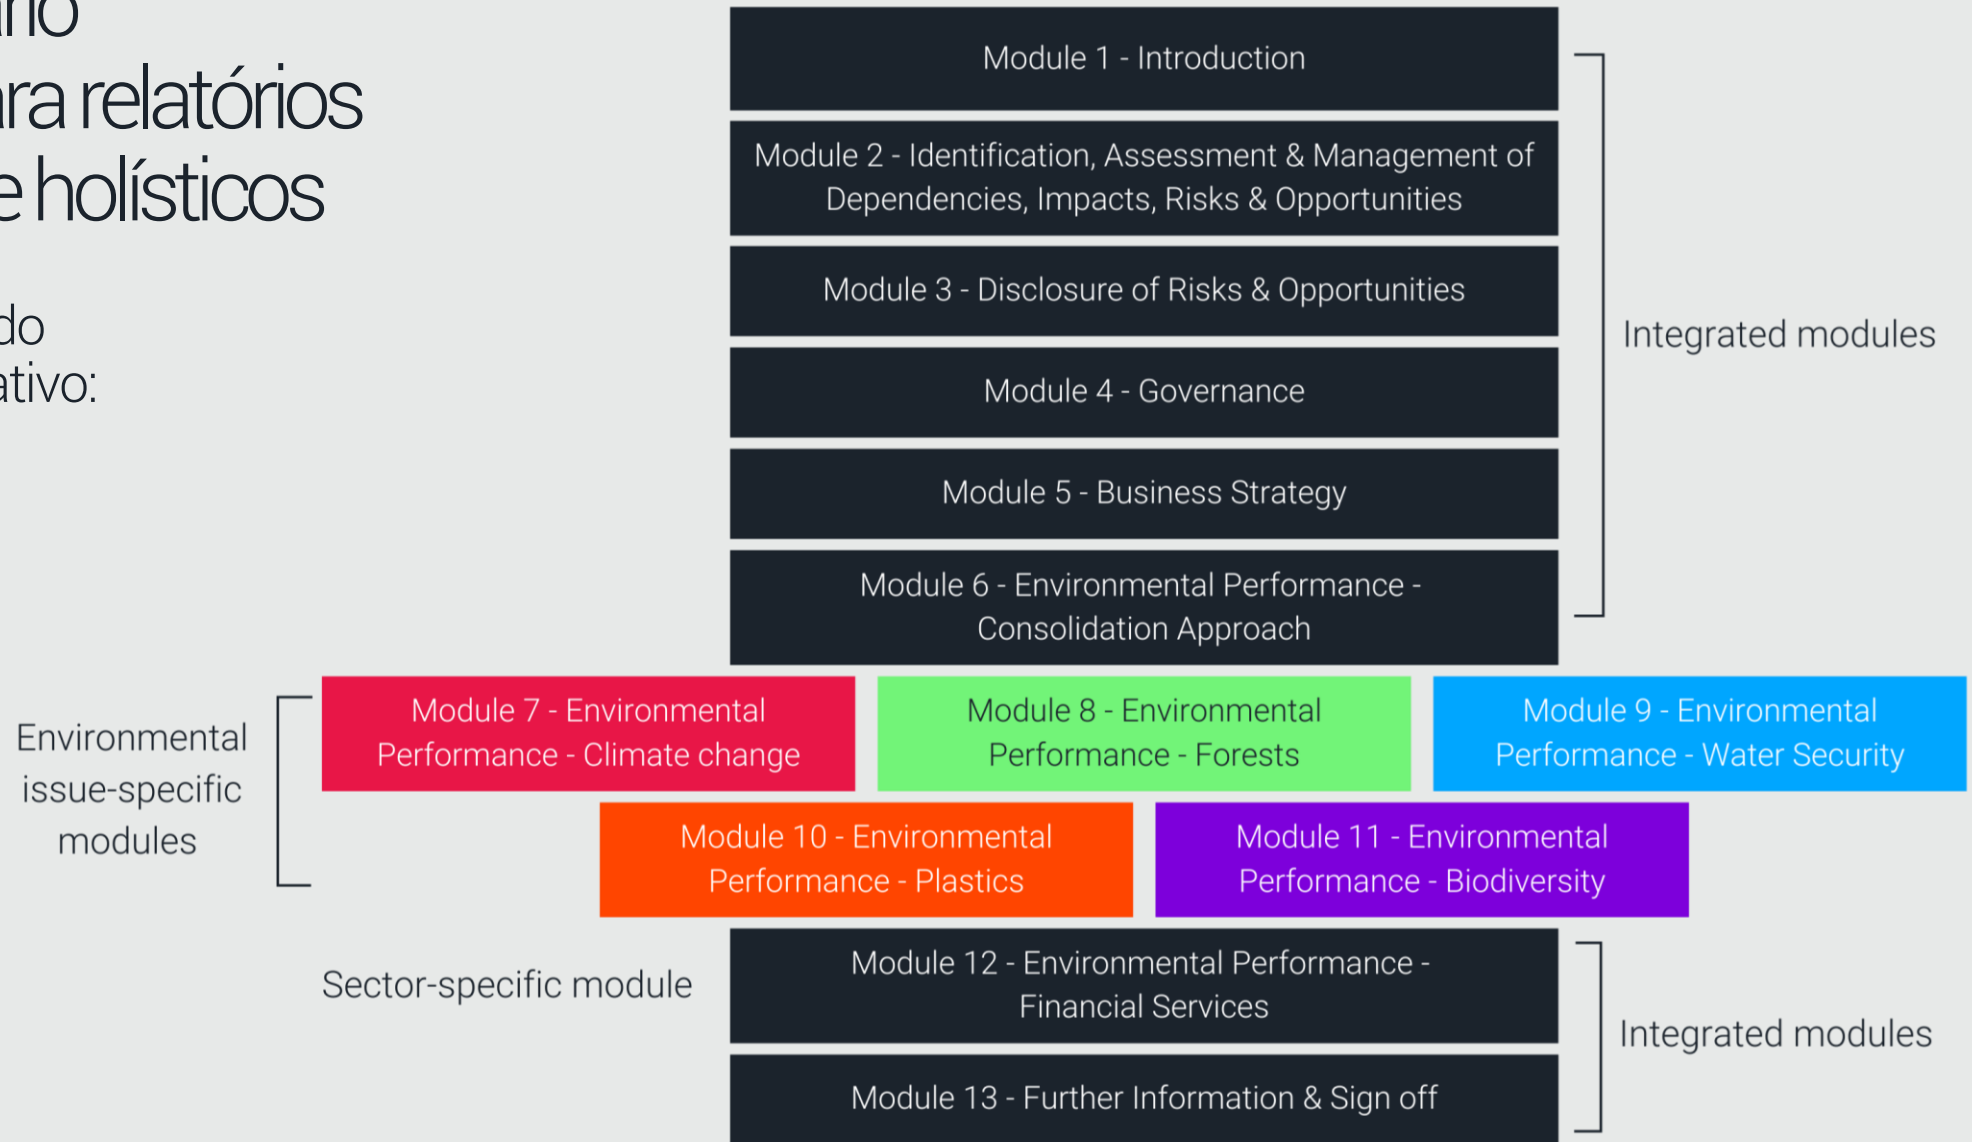 ara relatórios
e holísticos
do
ativo:
Module 1 - Introduction
Module 2 - Identification, Assessment & Management of
Dependencies, Impacts, Risks & Opportunities
Module 3 - Disclosure of Risks & Opportunities
Module 4 - Governance
Module 5 - Business Strategy
Module 6 - Environmental Performance -
Consolidation Approach
Integrated modules
Environmental
issue-specific
modules
Module 7 - Environmental
Performance - Climate change
Module 8 - Environmental
Performance - Forests
Module 9 - Environmental
Performance - Water Security
Module 10 - Environmental
Performance - Plastics
Module 11 - Environmental
Performance - Biodiversity
Sector-specific module
Module 12 - Environmental Performance -
Financial Services
Module 13 - Further Information & Sign off
Integrated modules